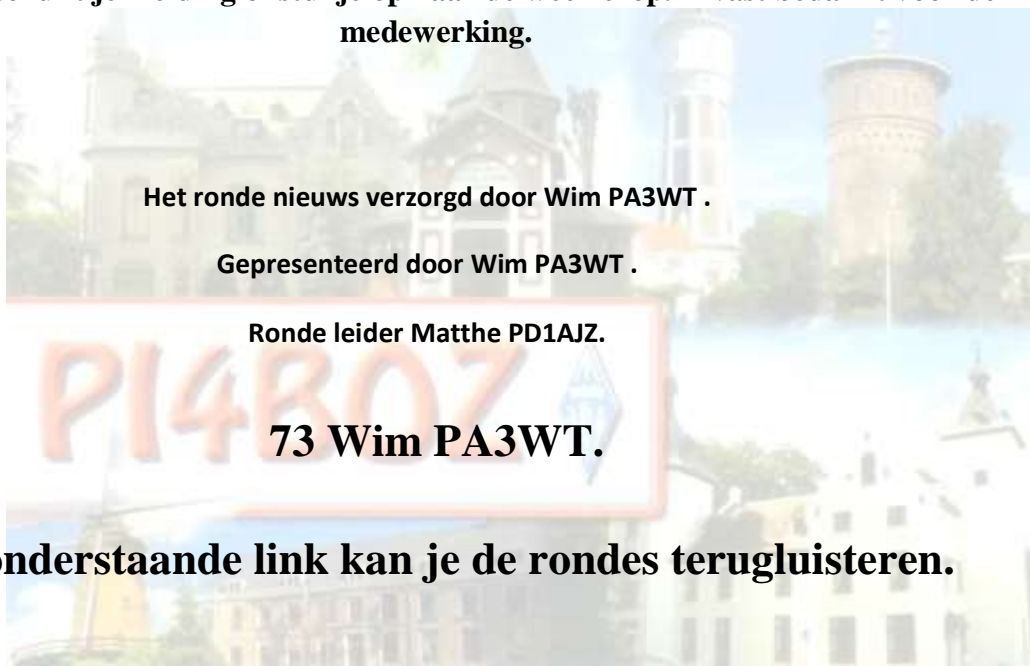 medewerking.
Het ronde nieuws verzorgd door Wim PA3WT .
Gepresenteerd door Wim PA3WT .
Ronde leider Matthe PD1AJZ.
PI4BOZ
73 Wim PA3WT.
onderstaande link kan je de rondes terugluisteren.